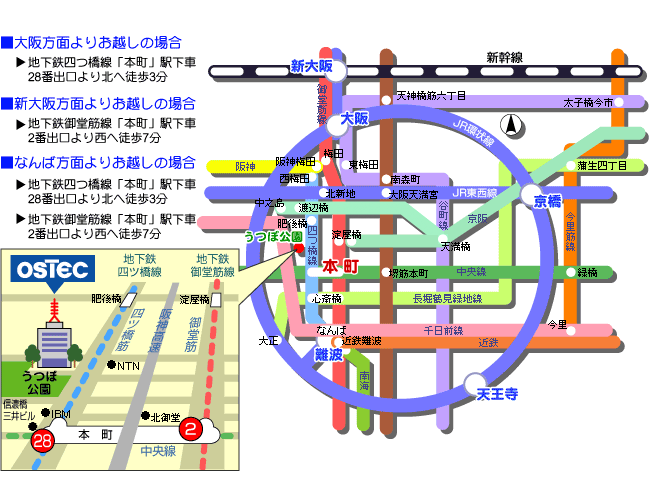 ■大阪方面よりお越しの場合
▶地下鉄四つ橋線「本町」駅下車
28番出口より北へ徒歩3分
■新大阪方面よりお越しの場合
▶地下鉄御堂筋線「本町」駅下車
2番出口より西へ徒歩7分
■なんば方面よりお越しの場合
▶地下鉄四つ橋線「本町」駅下車
28番出口より北へ徒歩3分
▶地下鉄御堂筋線「本町」駅下車
2番出口より西へ徒歩7分
新幹線
新大阪
御堂筋線
天神橋筋六丁目
太子橋今市
大阪
JR環状線
阪神
阪神梅田
梅田
東梅田
西梅田
南森町
蒲生四丁目
北新地
大阪天満宮
JR東西線
京橋
中之島
渡辺橋
谷町線
京阪
今里筋線
肥後橋
うつぼ公園
四つ橋線
淀屋橋
天満橋
本町
堺筋本町
中央線
緑橋
心斎橋
長堀鶴見緑地線
大正
なんば
千日前線
今里
難波
近鉄難波
近鉄
南海
天王寺
OSTEC
地下鉄
四ツ橋線
地下鉄
御堂筋線
肥後橋
淀屋橋
四ツ橋筋
阪神高速
御堂筋
うつぼ
公園
NTN
信濃橋
三井ビル
IBM
北御堂
28
本町
2
中央線